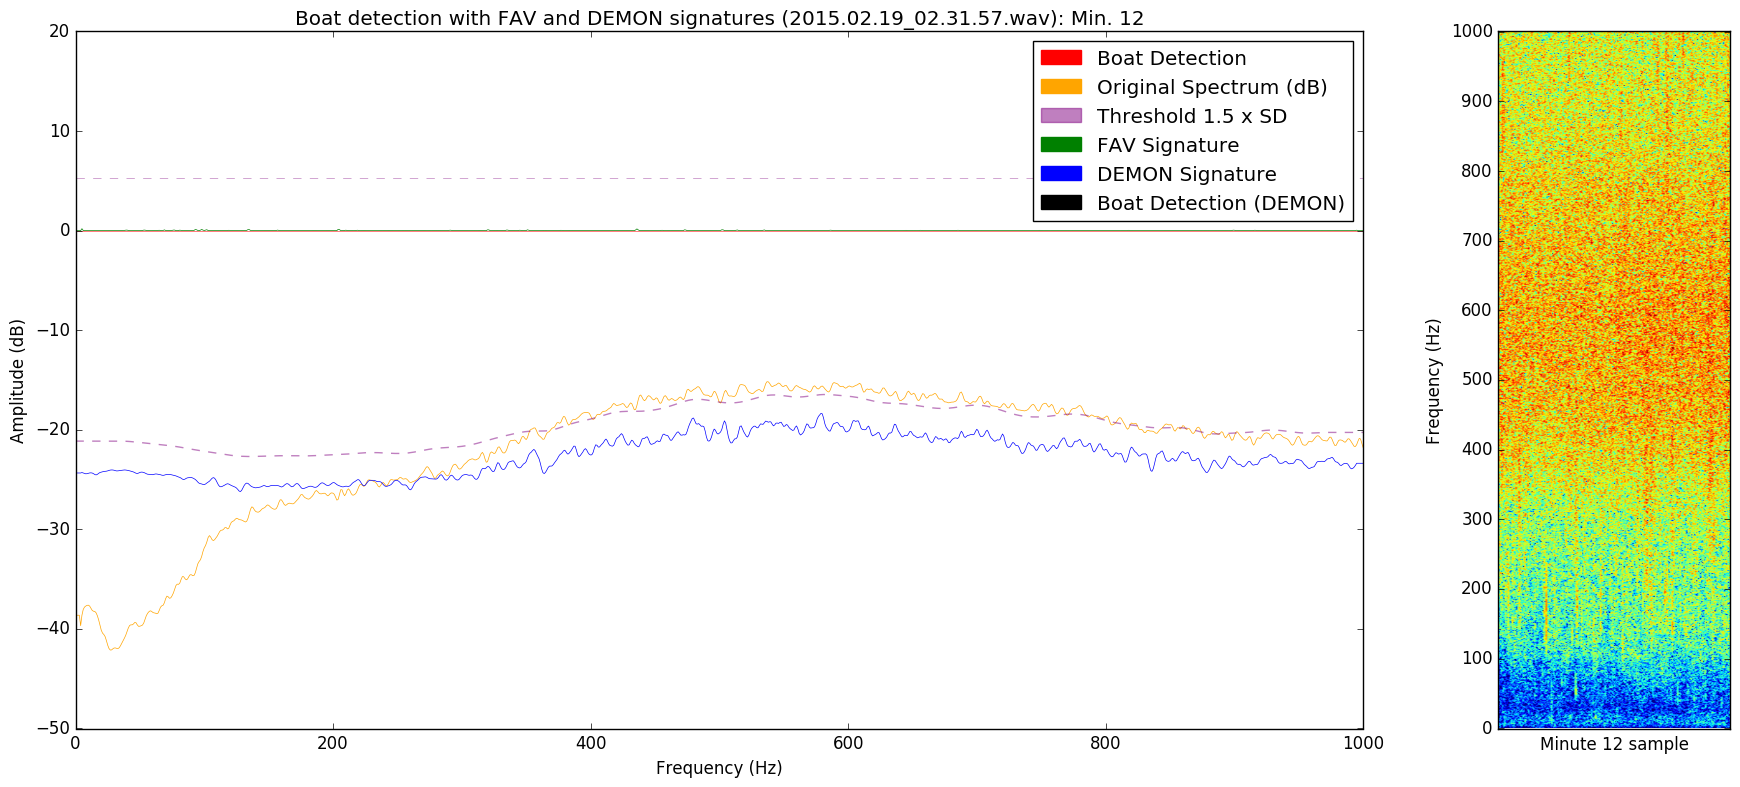 Boat detection with FAV and DEMON signatures (2015.02.19_02.31.57.wav): Min. 12
Boat Detection
Original Spectrum (dB)
Threshold 1.5 x SD
FAV Signature
DEMON Signature
Boat Detection (DEMON)
20
10
0
−10
−20
−30
−40
−50
Amplitude (dB)
0 200 400 600 800 1000
Frequency (Hz)
1000
900
800
700
600
500
400
300
200
100
0
Frequency (Hz)
Minute 12 sample